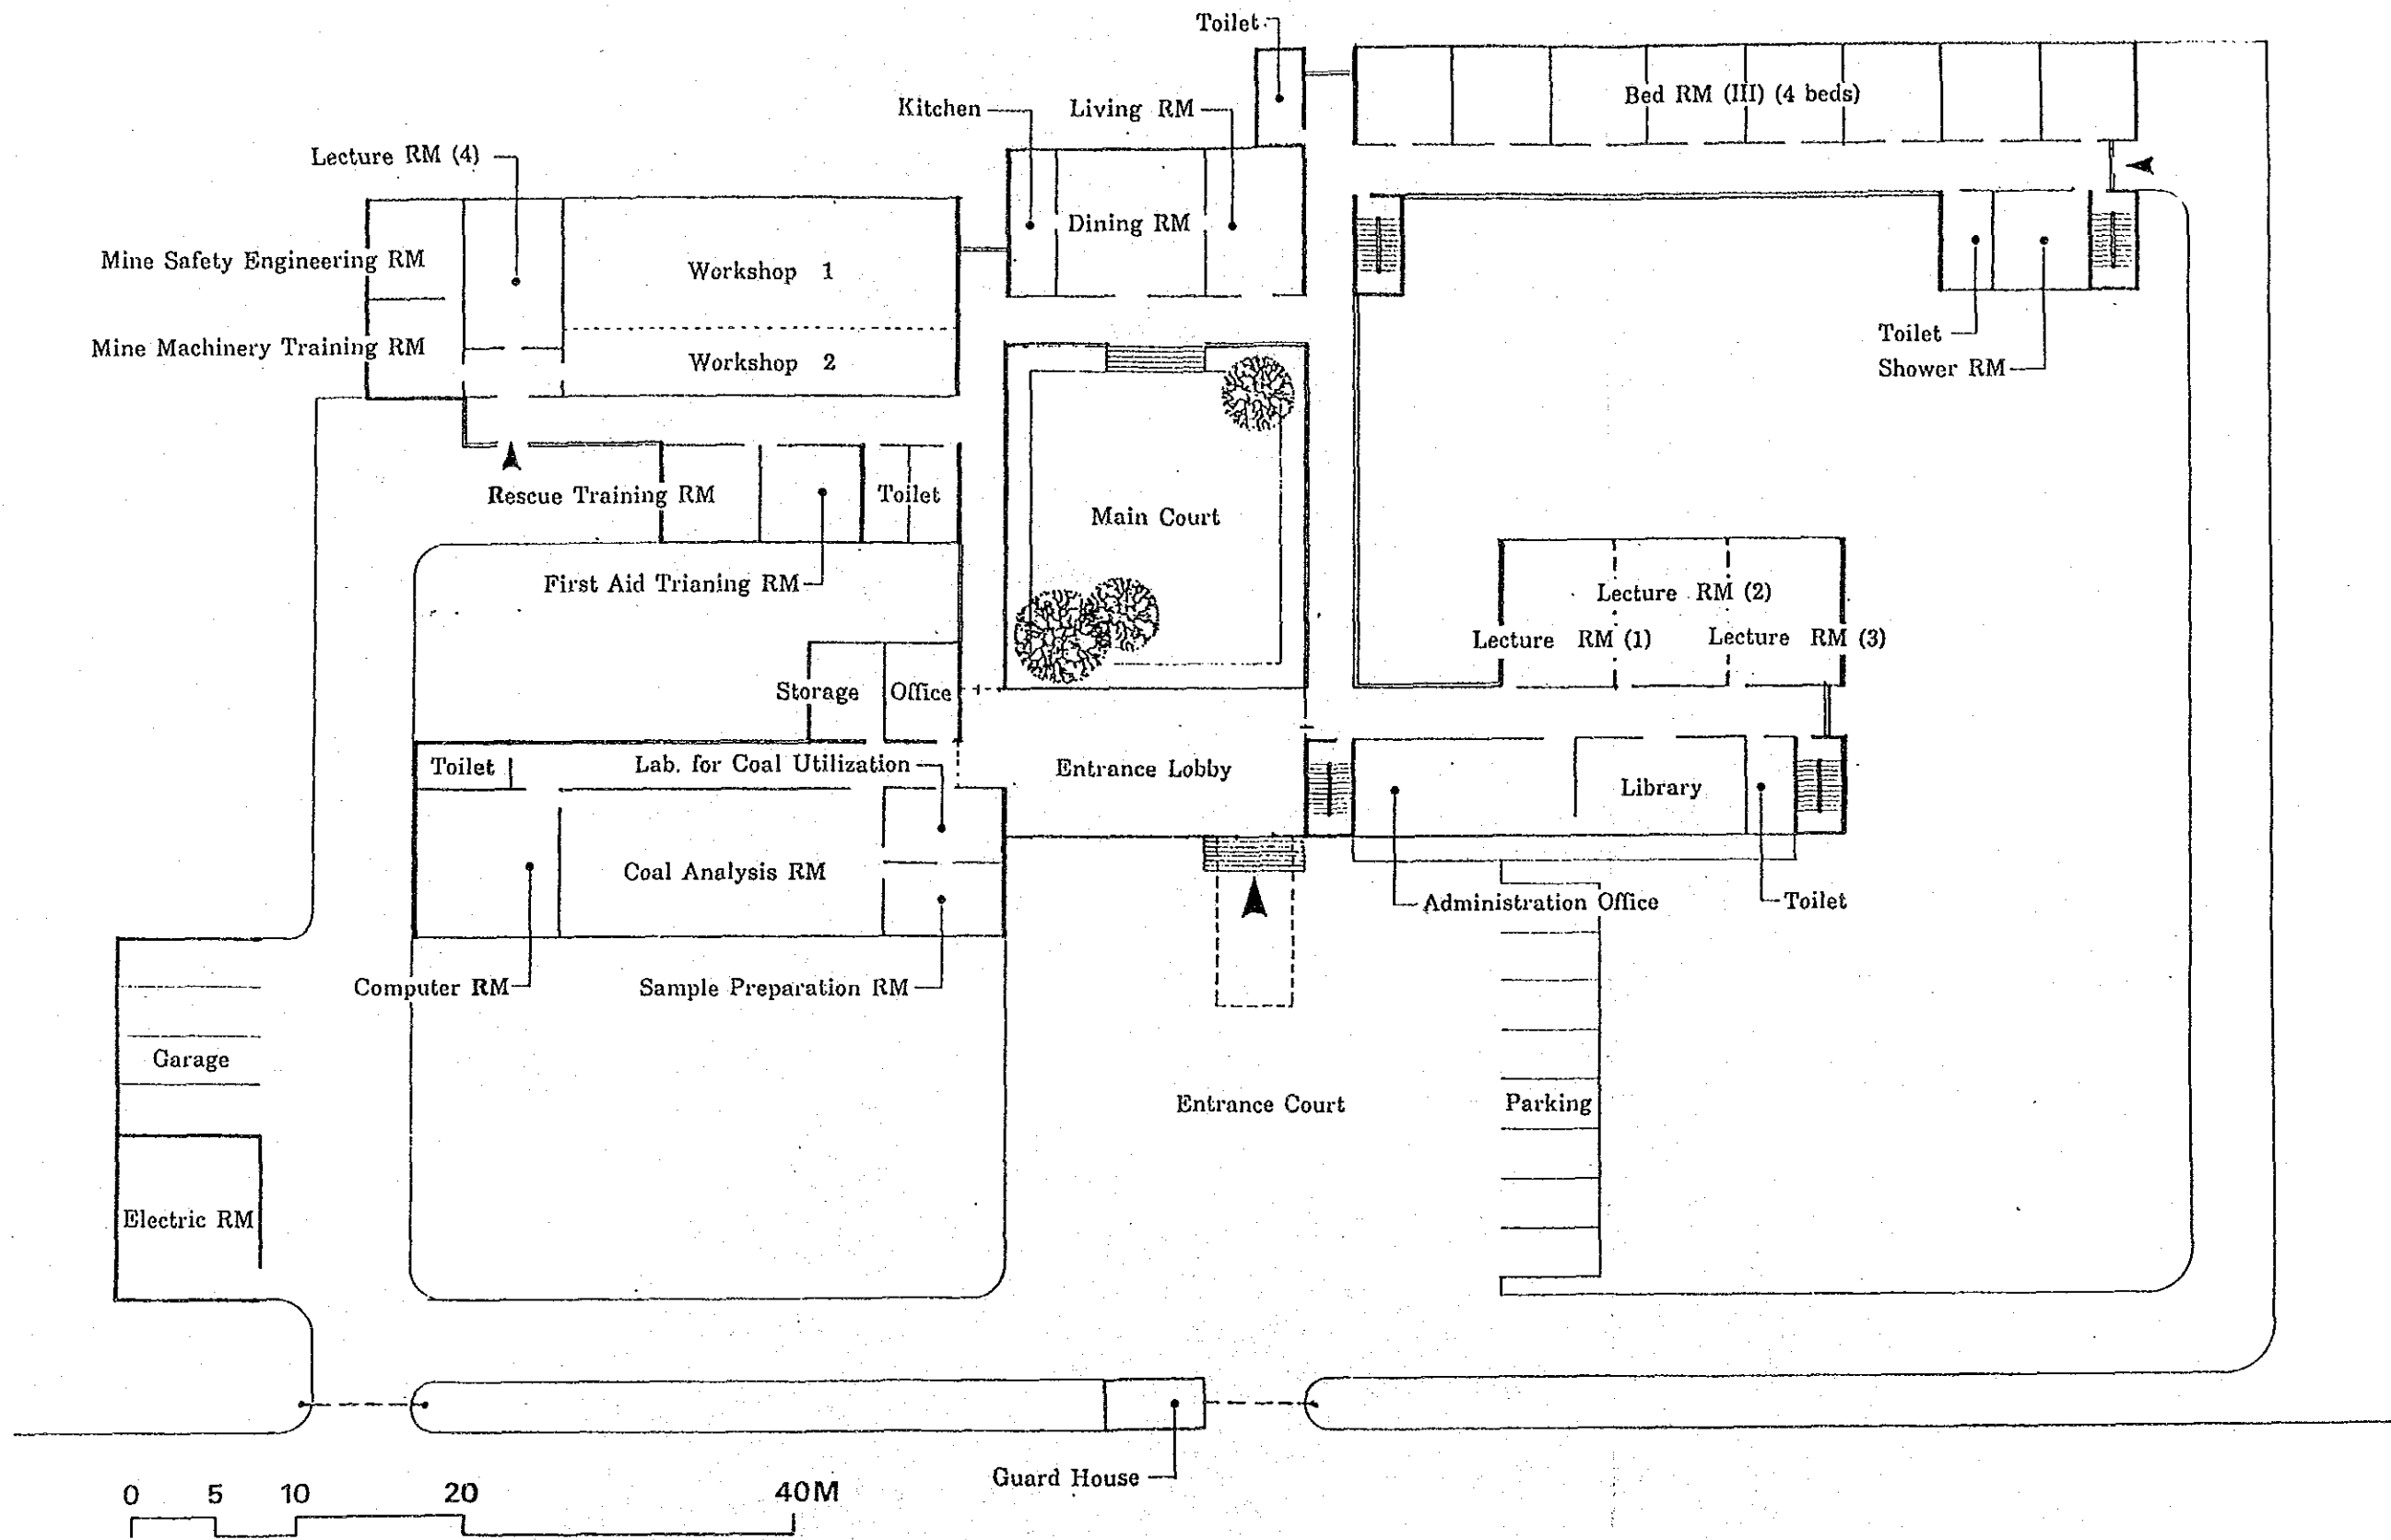 Toilet
Bed RM (III) (4 beds)
Kitchen
Living RM
Lecture RM (4)
Dining RM
Mine Safety Engineering RM
Workshop 1
Toilet
Mine Machinery Training RM
Workshop 2
Shower RM
Rescue Training RM
Toilet
Main Court
First Aid Trianing RM
Lecture RM (2)
Lecture RM (1)
Lecture RM (3)
Storage
Office
Toilet
Lab. for Coal Utilization
Entrance Lobby
Library
Coal Analysis RM
Administration Office
Toilet
Computer RM
Sample Preparation RM
Garage
Entrance Court
Parking
Electric RM
Guard House
0 5 10 20 40M